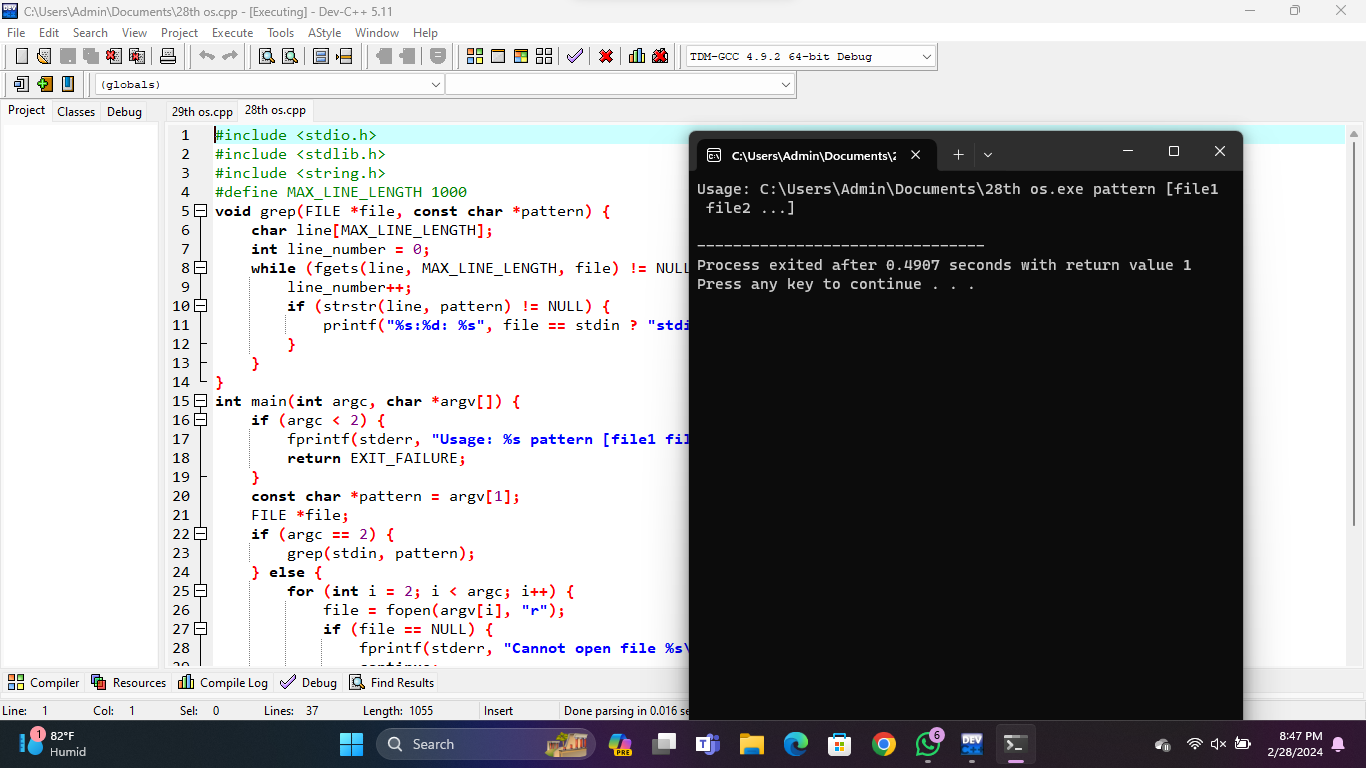 C:\Users\Admin\Documents\28th os.cpp - [Executing] - Dev-C++ 5.11
File Edit Search View Project Execute Tools AStyle Window Help
TDM-GCC 4.9.2 64-bit Debug
(globals)
Project Classes Debug
29th os.cpp 28th os.cpp
1 #include <stdio.h>
2 #include <stdlib.h>
3 #include <string.h>
4 #define MAX_LINE_LENGTH 1000
5 void grep(FILE *file, const char *pattern) {
6 char line[MAX_LINE_LENGTH];
7 int line_number = 0;
8 while (fgets(line, MAX_LINE_LENGTH, file) != NULL
9 line_number++;
10 if (strstr(line, pattern) != NULL) {
11 printf("%s:%d: %s", file == stdin ? "stdi
12 }
13 }
14 }
15 int main(int argc, char *argv[]) {
16 if (argc < 2) {
17 fprintf(stderr, "Usage: %s pattern [file1 fil
18 return EXIT_FAILURE;
19 }
20 const char *pattern = argv[1];
21 FILE *file;
22 if (argc == 2) {
23 grep(stdin, pattern);
24 } else {
25 for (int i = 2; i < argc; i++) {
26 file = fopen(argv[i], "r");
27 if (file == NULL) {
28 fprintf(stderr, "Cannot open file %s\
29 continue;
C:\Users\Admin\Documents\2
Usage: C:\Users\Admin\Documents\28th os.exe pattern [file1
file2 ...]
--------------------------------
Process exited after 0.4907 seconds with return value 1
Press any key to continue . . .
Compiler Resources Compile Log Debug Find Results
Line: 1 Col: 1 Sel: 0 Lines: 37 Length: 1055 Insert Done parsing in 0.016 se
1
82°F
Humid
Search
PRE
6
DEV
8:47 PM
2/28/2024